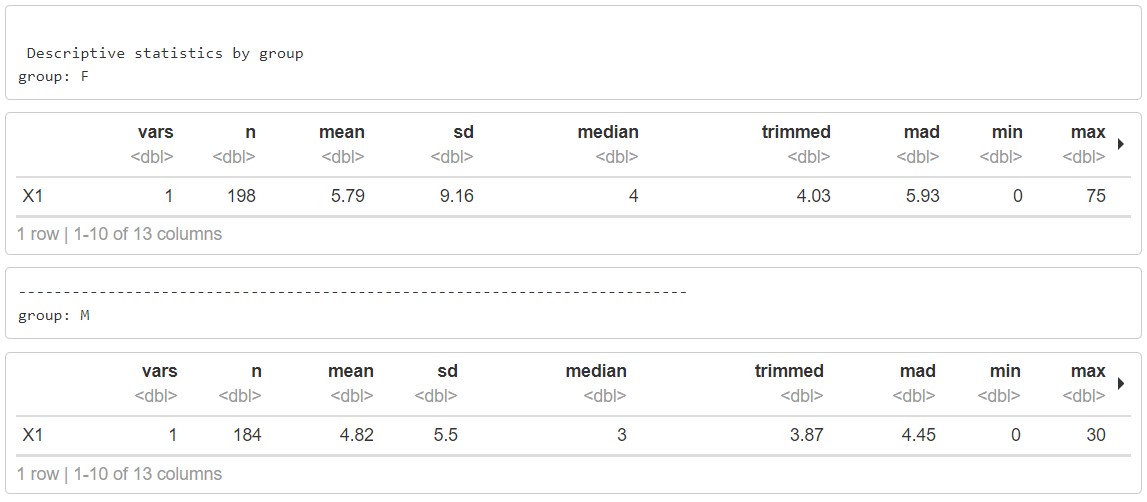 Descriptive statistics by group
group: F
vars n mean sd median trimmed mad min max
<dbl> <dbl> <dbl> <dbl> <dbl> <dbl> <dbl> <dbl> <dbl>
X1 1 198 5.79 9.16 4 4.03 5.93 0 75
1 row | 1-10 of 13 columns
---------------------------------------------------------------------------
group: M
vars n mean sd median trimmed mad min max
<dbl> <dbl> <dbl> <dbl> <dbl> <dbl> <dbl> <dbl> <dbl>
X1 1 184 4.82 5.5 3 3.87 4.45 0 30
1 row | 1-10 of 13 columns